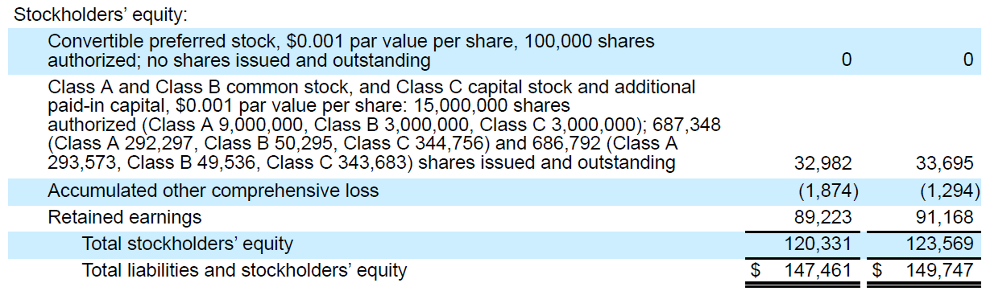 Stockholders’ equity:
Convertible preferred stock, $0.001 par value per share, 100,000 shares
authorized; no shares issued and outstanding 0 0
Class A and Class B common stock, and Class C capital stock and additional
paid-in capital, $0.001 par value per share: 15,000,000 shares
authorized (Class A 9,000,000, Class B 3,000,000, Class C 3,000,000); 687,348
(Class A 292,297, Class B 50,295, Class C 344,756) and 686,792 (Class A
293,573, Class B 49,536, Class C 343,683) shares issued and outstanding 32,982 33,695
Accumulated other comprehensive loss (1,874) (1,294)
Retained earnings 89,223 91,168
Total stockholders’ equity 120,331 123,569
Total liabilities and stockholders’ equity $ 147,461 $ 149,747